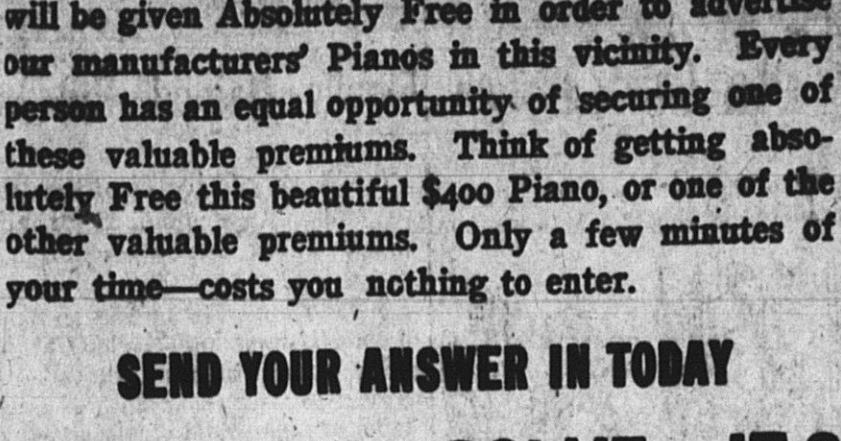 will be given Absolutely Free in order to advertise
our manufacturers' Pianos in this vicinity. Every
person has an equal opportunity of securing one of
these valuable premiums. Think of getting abso-
lutely Free this beautiful $400 Piano, or one of the
other valuable premiums. Only a few minutes of
your time—costs you nothing to enter.
SEND YOUR ANSWER IN TODAY